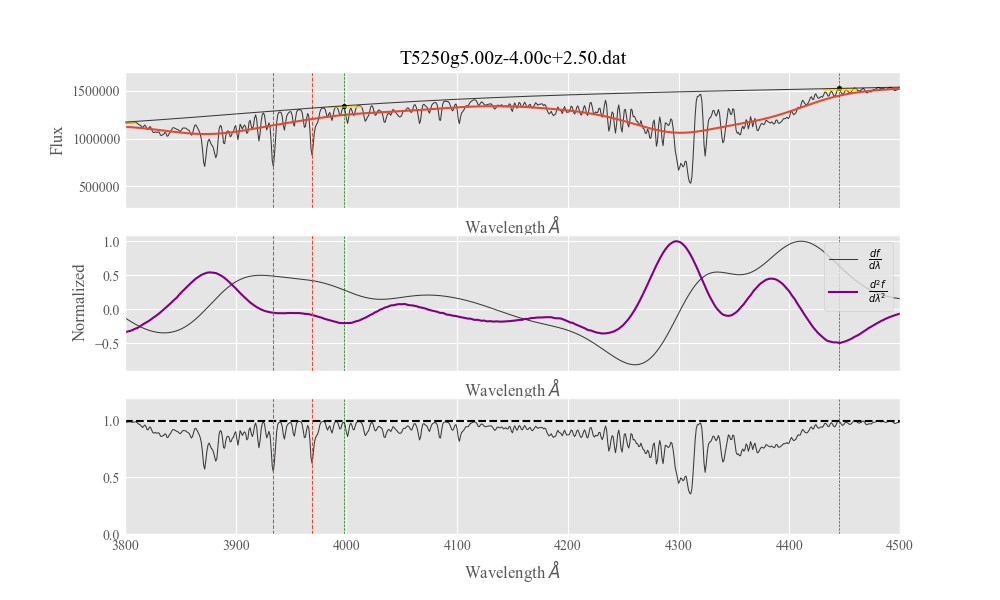 T5250g5.00z-4.00c+2.50.dat
1500000
1000000
500000
Flux
Wavelength Å
1.0
0.5
0.0
−0.5
Normalized
df/dλ
d²f/dλ²
Wavelength Å
1.0
0.5
0.0
3800 3900 4000 4100 4200 4300 4400 4500
Wavelength Å